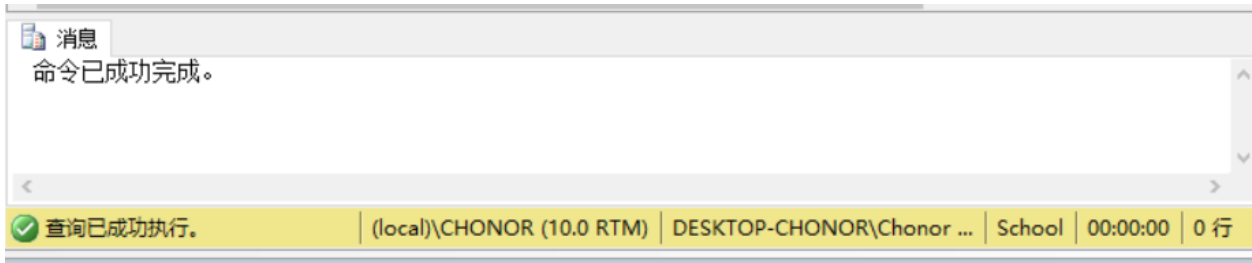 消息
命令已成功完成。
查询已成功执行。 (local)\CHONOR (10.0 RTM) DESKTOP-CHONOR\Chonor ... School 00:00:00 0 行